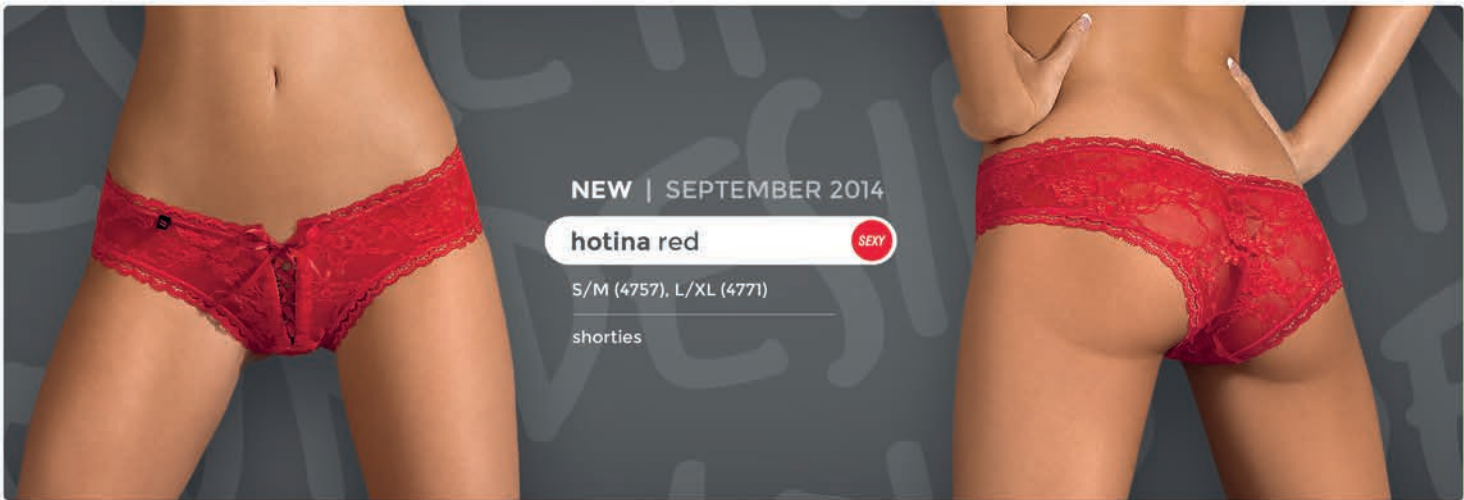 NEW | SEPTEMBER 2014
hotina red
SEXY
S/M (4757), L/XL (4771)
shorties